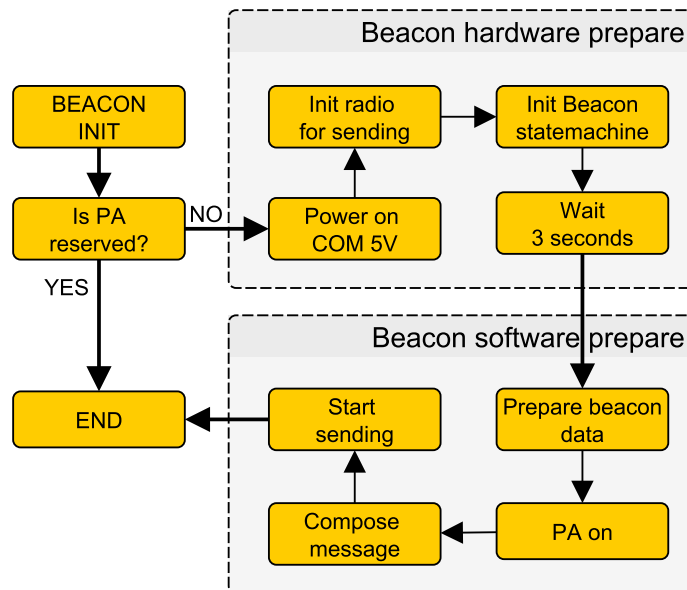 Beacon hardware prepare
BEACON
INIT
Init radio
for sending
Init Beacon
statemachine
Is PA
reserved?
NO
Power on
COM 5V
Wait
3 seconds
YES
Beacon software prepare
END
Start
sending
Prepare beacon
data
Compose
message
PA on